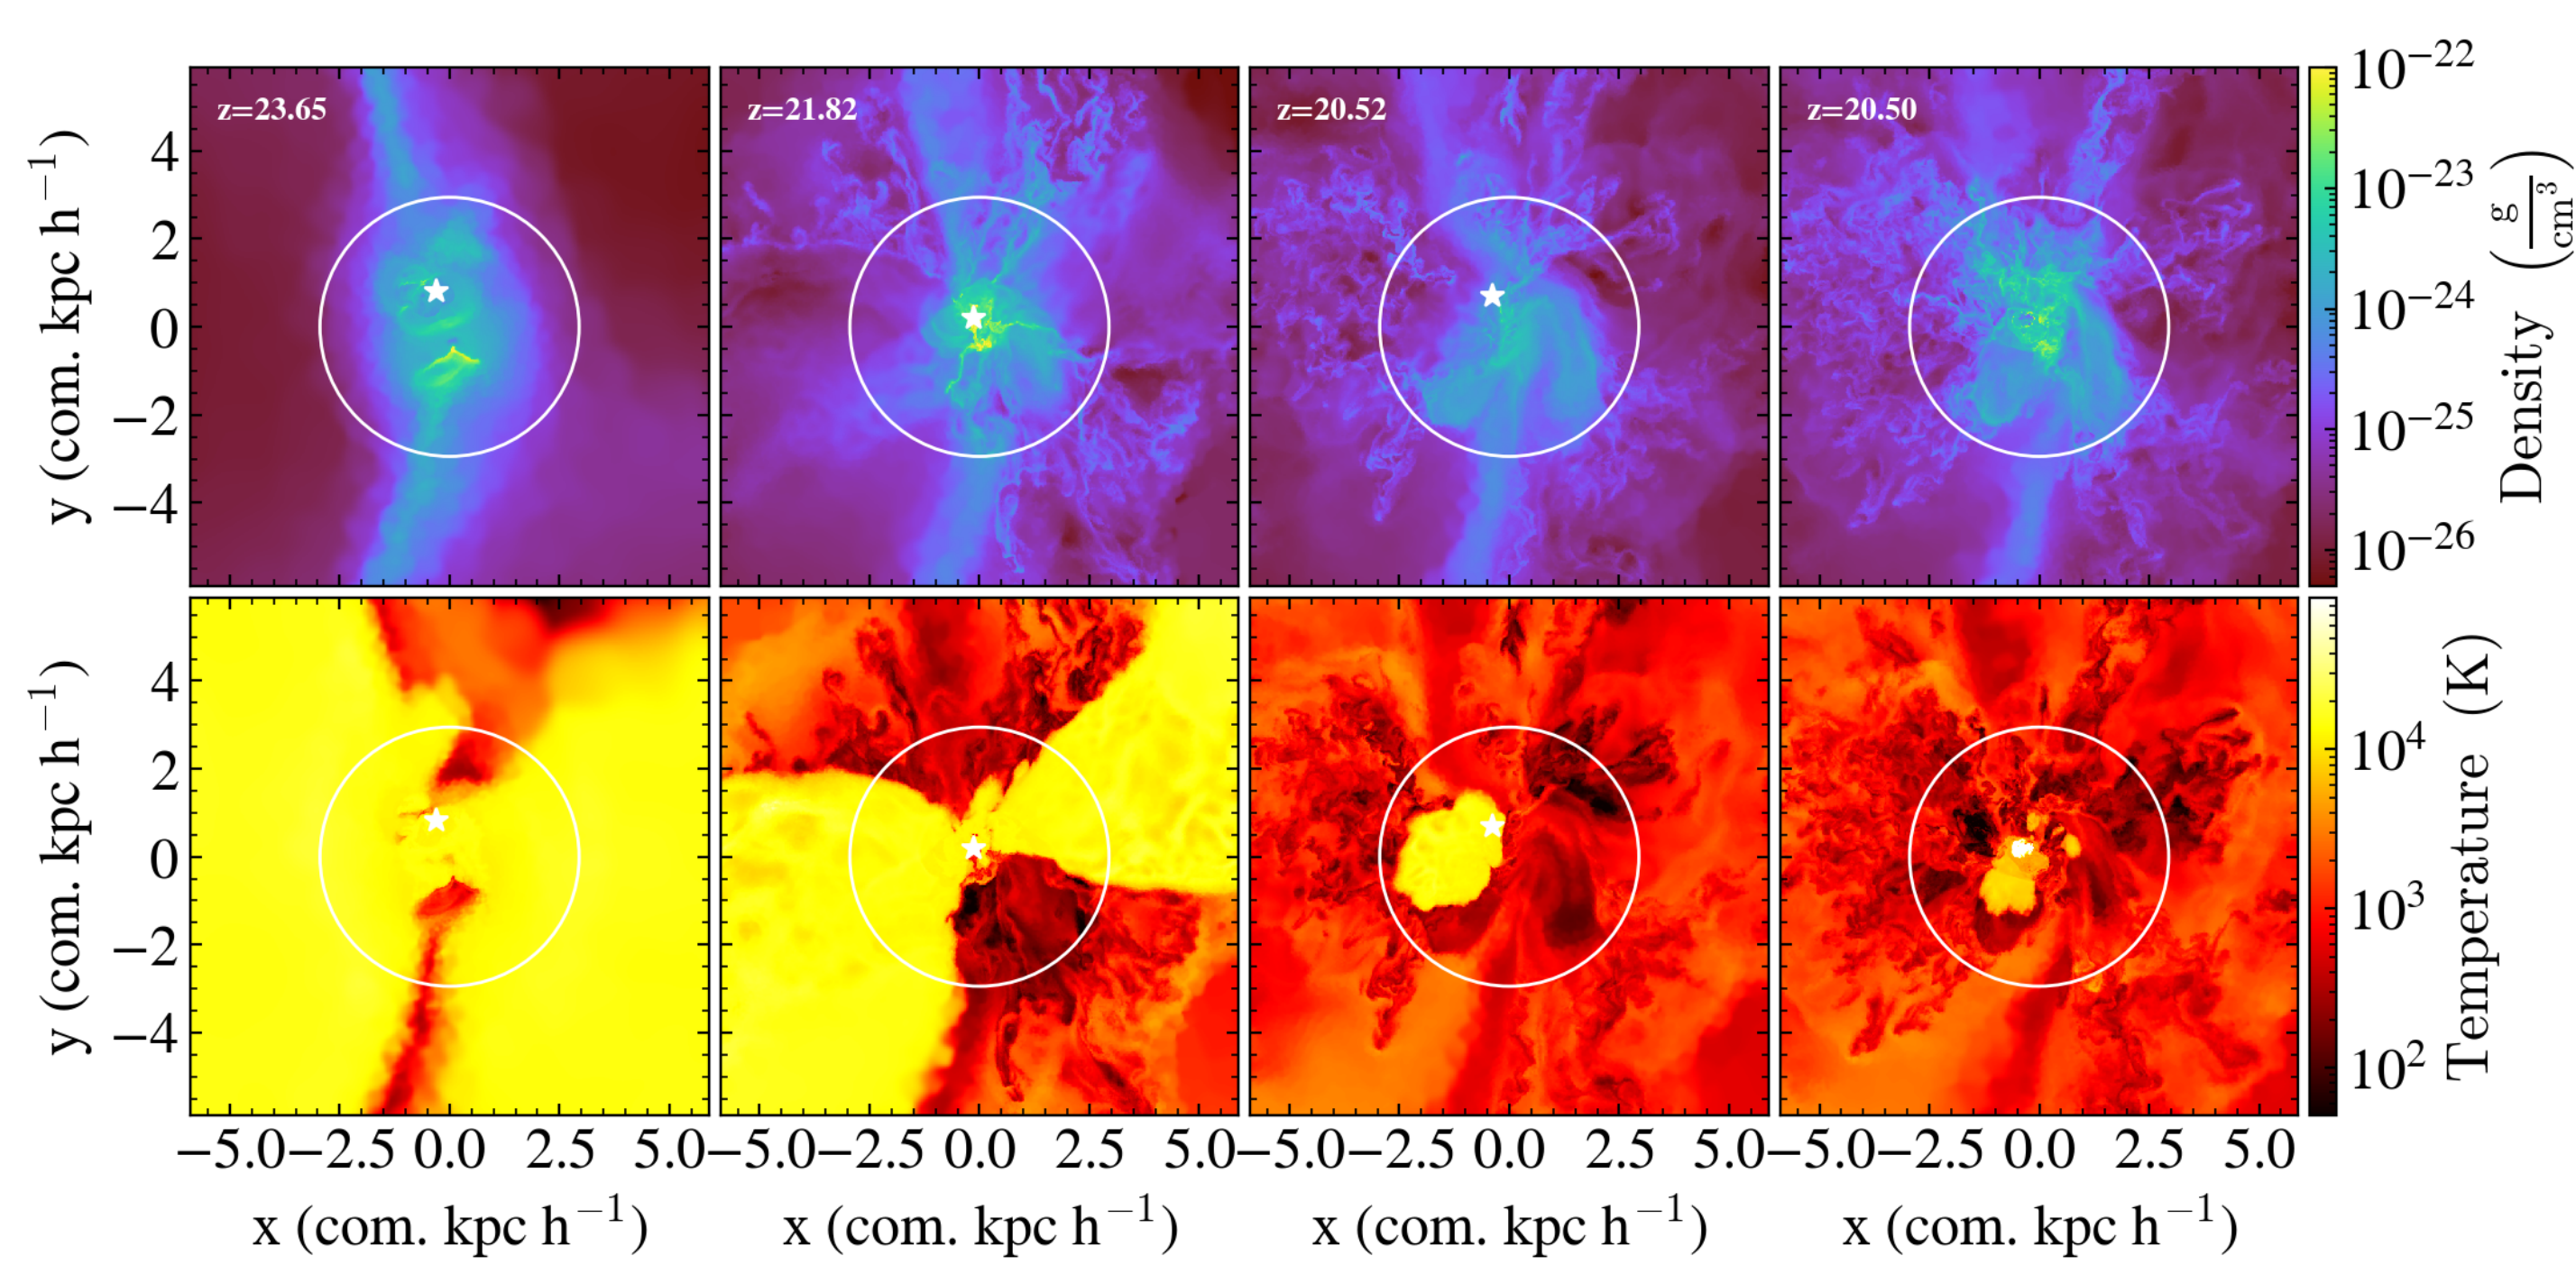 z=23.65
z=21.82
z=20.52
z=20.50
y (com. kpc h⁻¹)
4
2
0
−2
−4
10⁻²²
10⁻²³
10⁻²⁴
10⁻²⁵
10⁻²⁶
Density (g/cm³)
y (com. kpc h⁻¹)
4
2
0
−2
−4
10⁴
10³
10²
Temperature (K)
−5.0 −2.5 0.0 2.5 5.0 −5.0 −2.5 0.0 2.5 5.0 −5.0 −2.5 0.0 2.5 5.0 −5.0 −2.5 0.0 2.5 5.0
x (com. kpc h⁻¹) x (com. kpc h⁻¹) x (com. kpc h⁻¹) x (com. kpc h⁻¹)